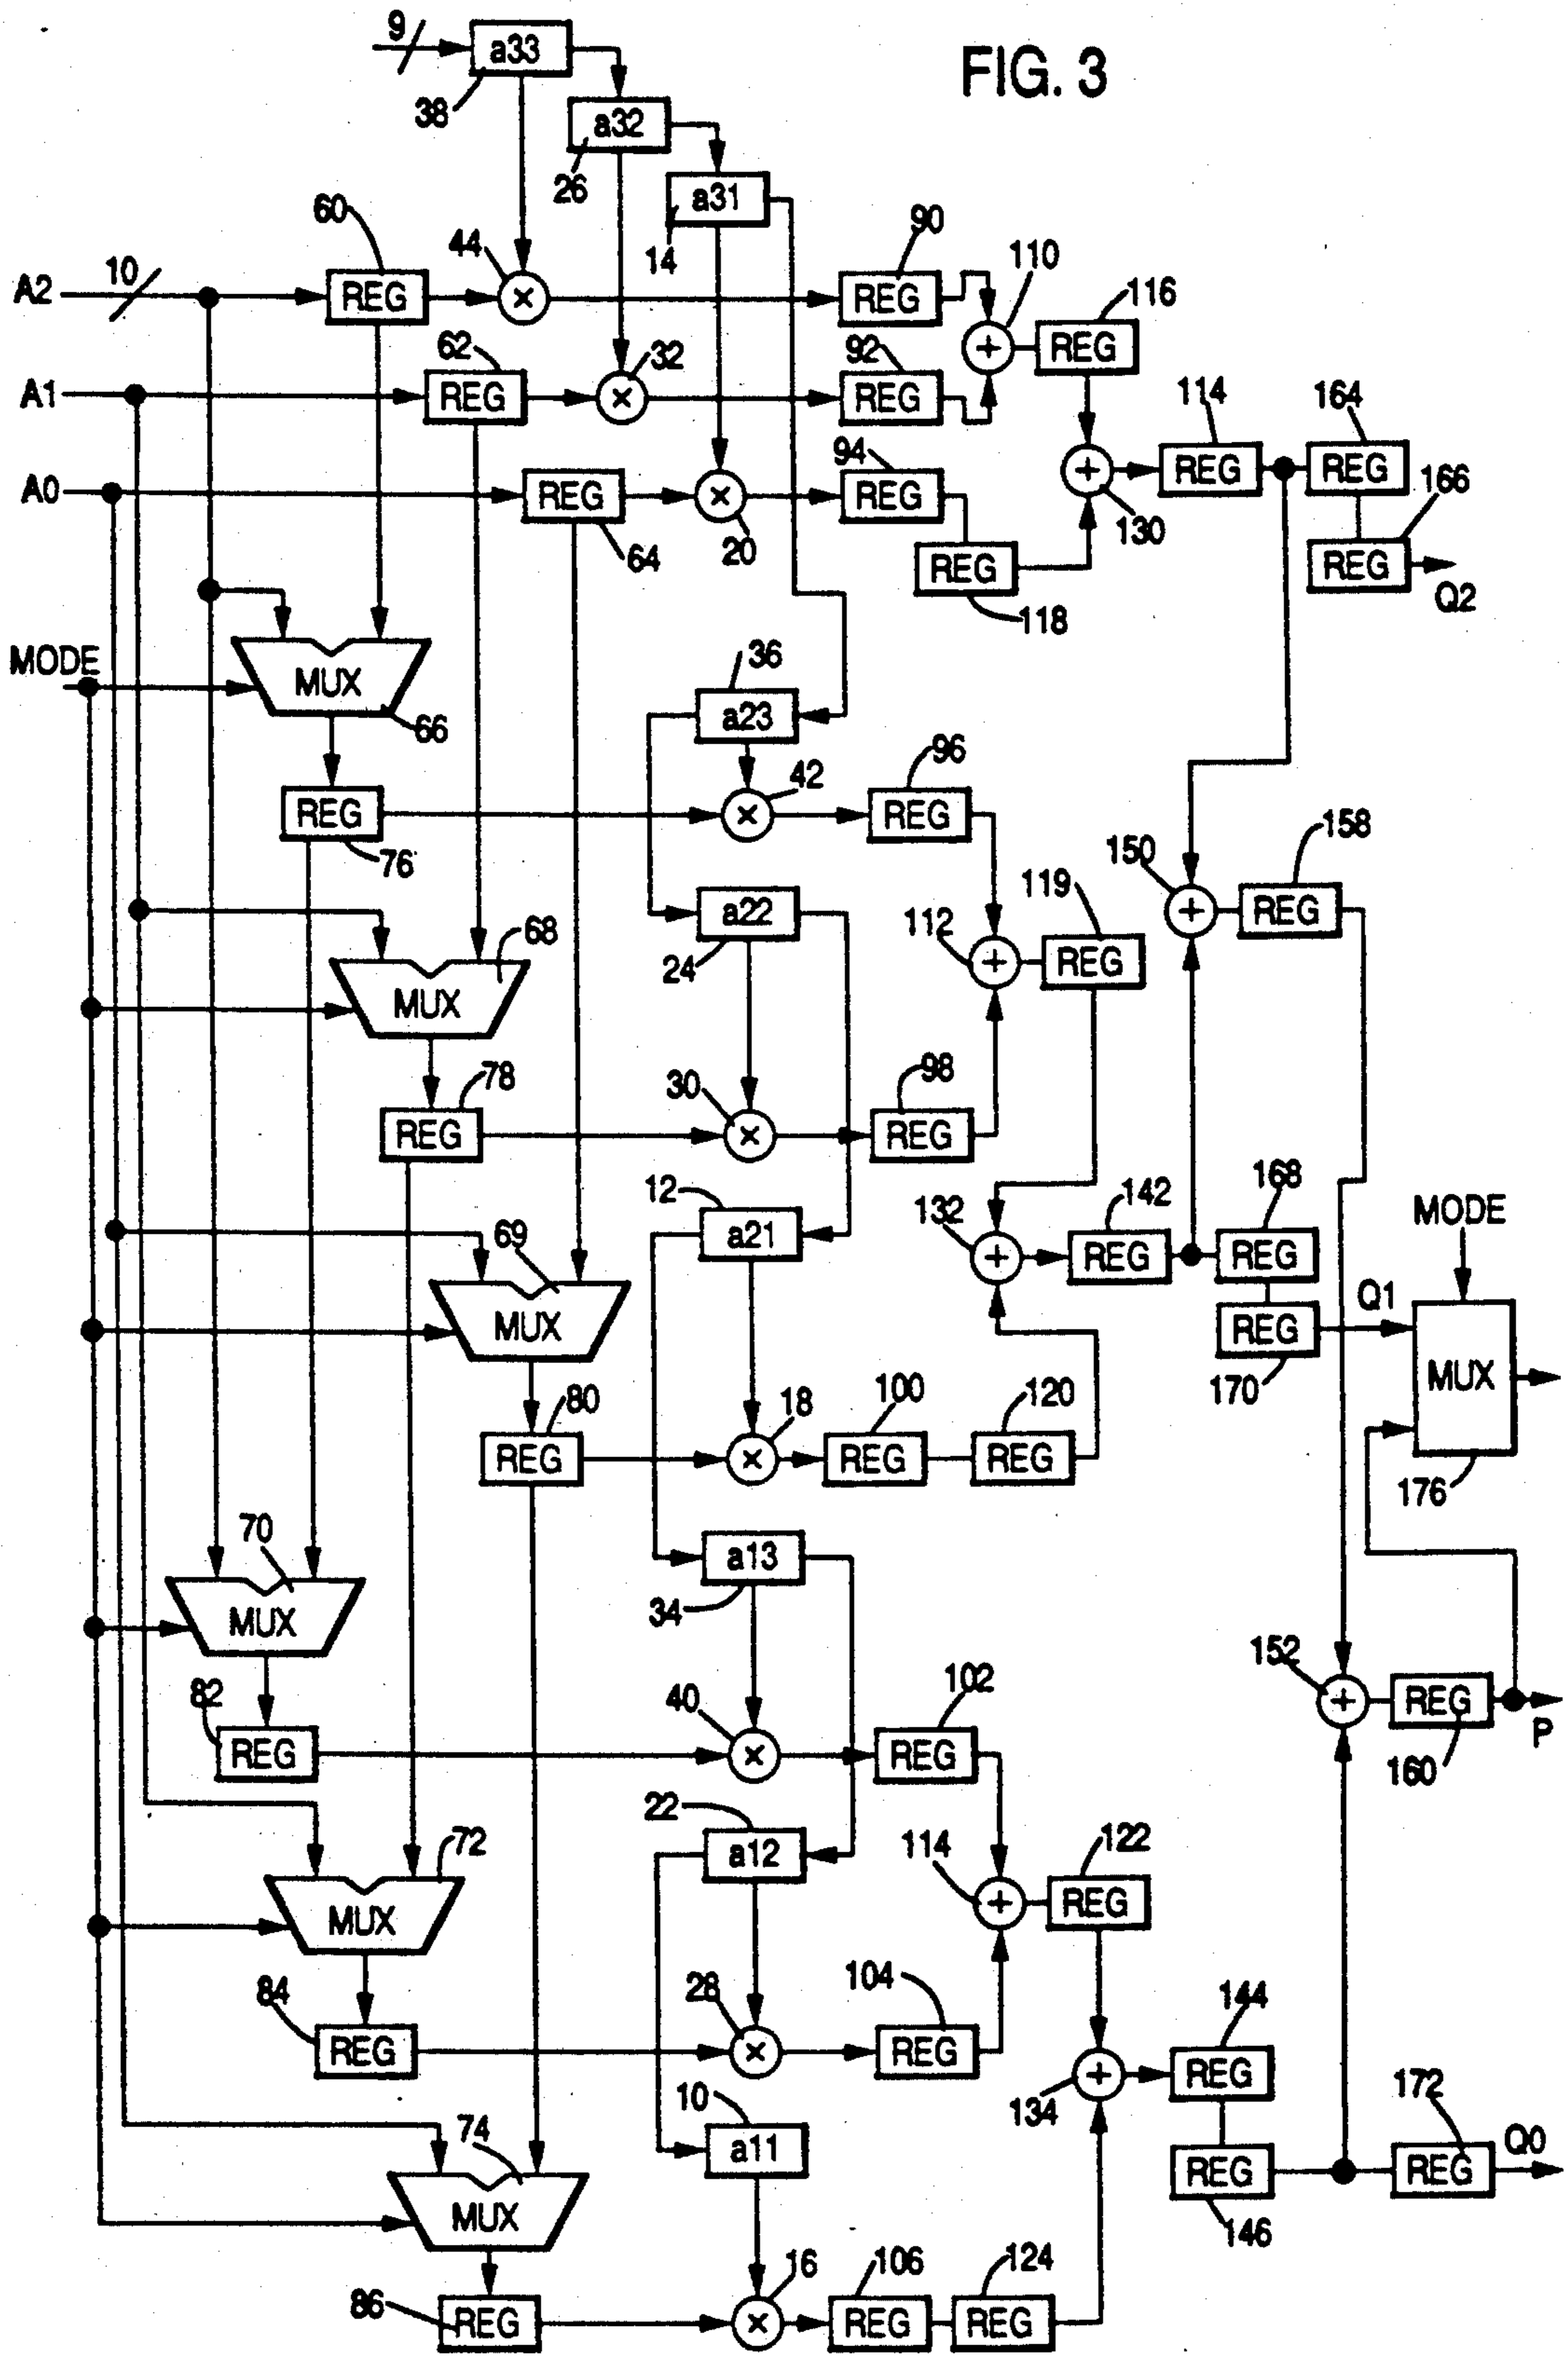 FIG. 3
9
a33
38
a32
26
a31
14
60
44
90
110
116
A2
10
REG
×
REG
+
REG
62
32
92
A1
REG
×
REG
114
164
94
A0
REG
×
REG
+
REG
REG
64
20
130
166
REG
118
REG
Q2
MODE
MUX
66
36
a23
96
42
REG
×
REG
76
150
158
119
a22
24
112
+
REG
68
MUX
+
REG
78
30
98
REG
×
REG
12
a21
132
142
168
MODE
69
+
REG
REG
MUX
Q1
REG
170
MUX
176
80
18
100
120
REG
×
REG
REG
70
MUX
a13
34
152
+
REG
160
P
82
40
102
REG
×
REG
22
a12
114
122
72
MUX
+
REG
84
28
104
144
REG
×
REG
+
REG
134
10
a11
172
Q0
74
MUX
REG
146
REG
16
106
124
86
REG
×
REG
REG